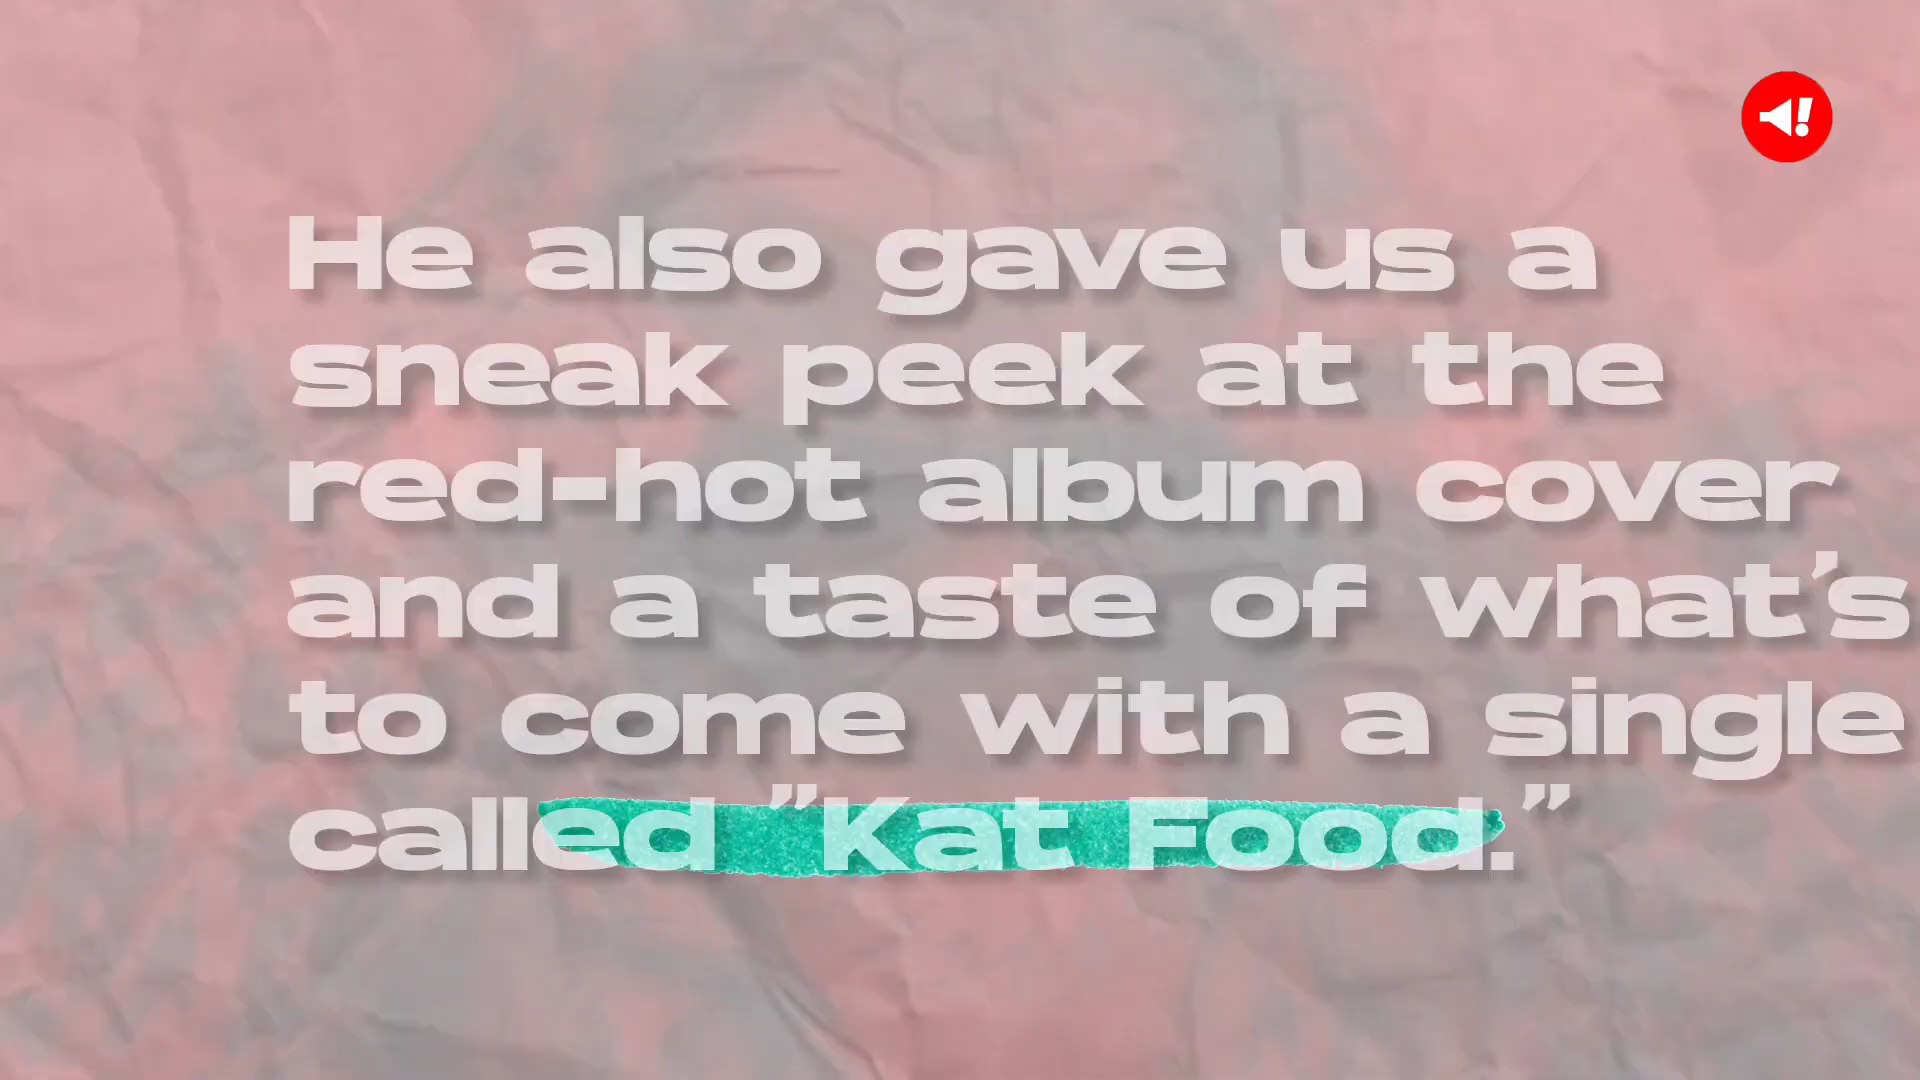 He also gave us a
sneak peek at the
red-hot album cover
and a taste of what's
to come with a single
called "Kat Food."